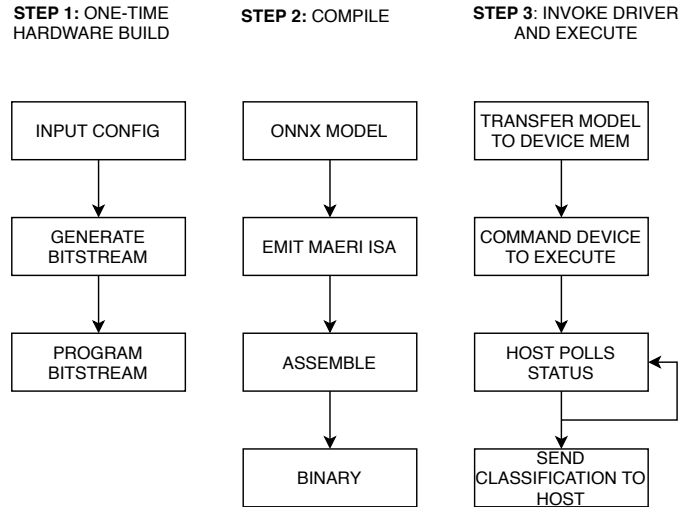 STEP 1: ONE-TIME
HARDWARE BUILD
INPUT CONFIG
GENERATE
BITSTREAM
PROGRAM
BITSTREAM
STEP 2: COMPILE
ONNX MODEL
EMIT MAERI ISA
ASSEMBLE
BINARY
STEP 3: INVOKE DRIVER
AND EXECUTE
TRANSFER MODEL
TO DEVICE MEM
COMMAND DEVICE
TO EXECUTE
HOST POLLS
STATUS
SEND
CLASSIFICATION TO
HOST